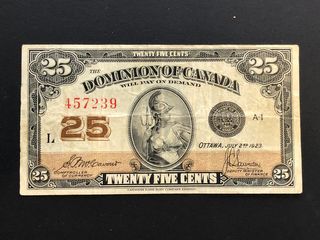 TWENTY FIVE CENTS
25 25
THE
DOMINION OF CANADA
WILL PAY ON DEMAND
457239
L 25
A-1
OTTAWA, JULY 2ND 1923
COMPTROLLER
OF CURRENCY
DEPUTY MINISTER
OF FINANCE
25 TWENTY FIVE CENTS 25